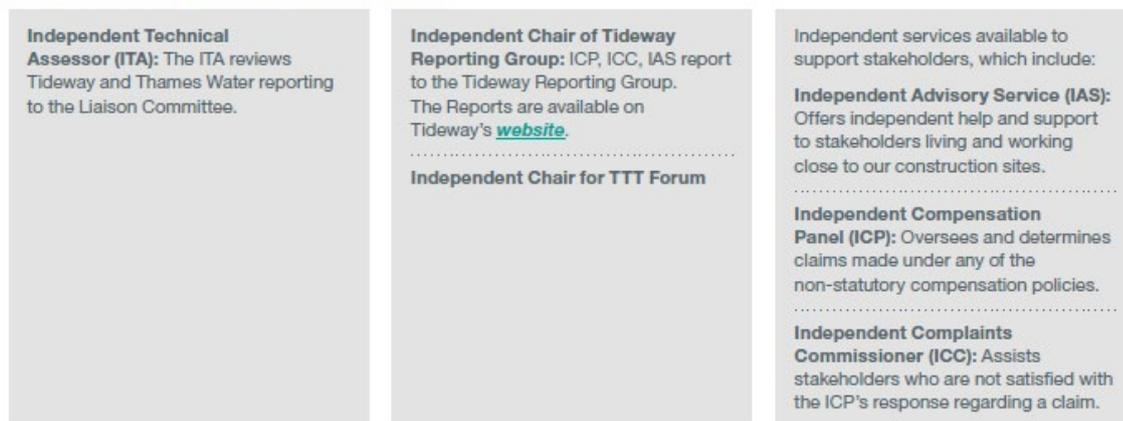 Independent Technical
Assessor (ITA): The ITA reviews
Tideway and Thames Water reporting
to the Liaison Committee.
Independent Chair of Tideway
Reporting Group: ICP, ICC, IAS report
to the Tideway Reporting Group.
The Reports are available on
Tideway's website.
Independent Chair for TTT Forum
Independent services available to
support stakeholders, which include:
Independent Advisory Service (IAS):
Offers independent help and support
to stakeholders living and working
close to our construction sites.
Independent Compensation
Panel (ICP): Oversees and determines
claims made under any of the
non-statutory compensation policies.
Independent Complaints
Commissioner (ICC): Assists
stakeholders who are not satisfied with
the ICP's response regarding a claim.